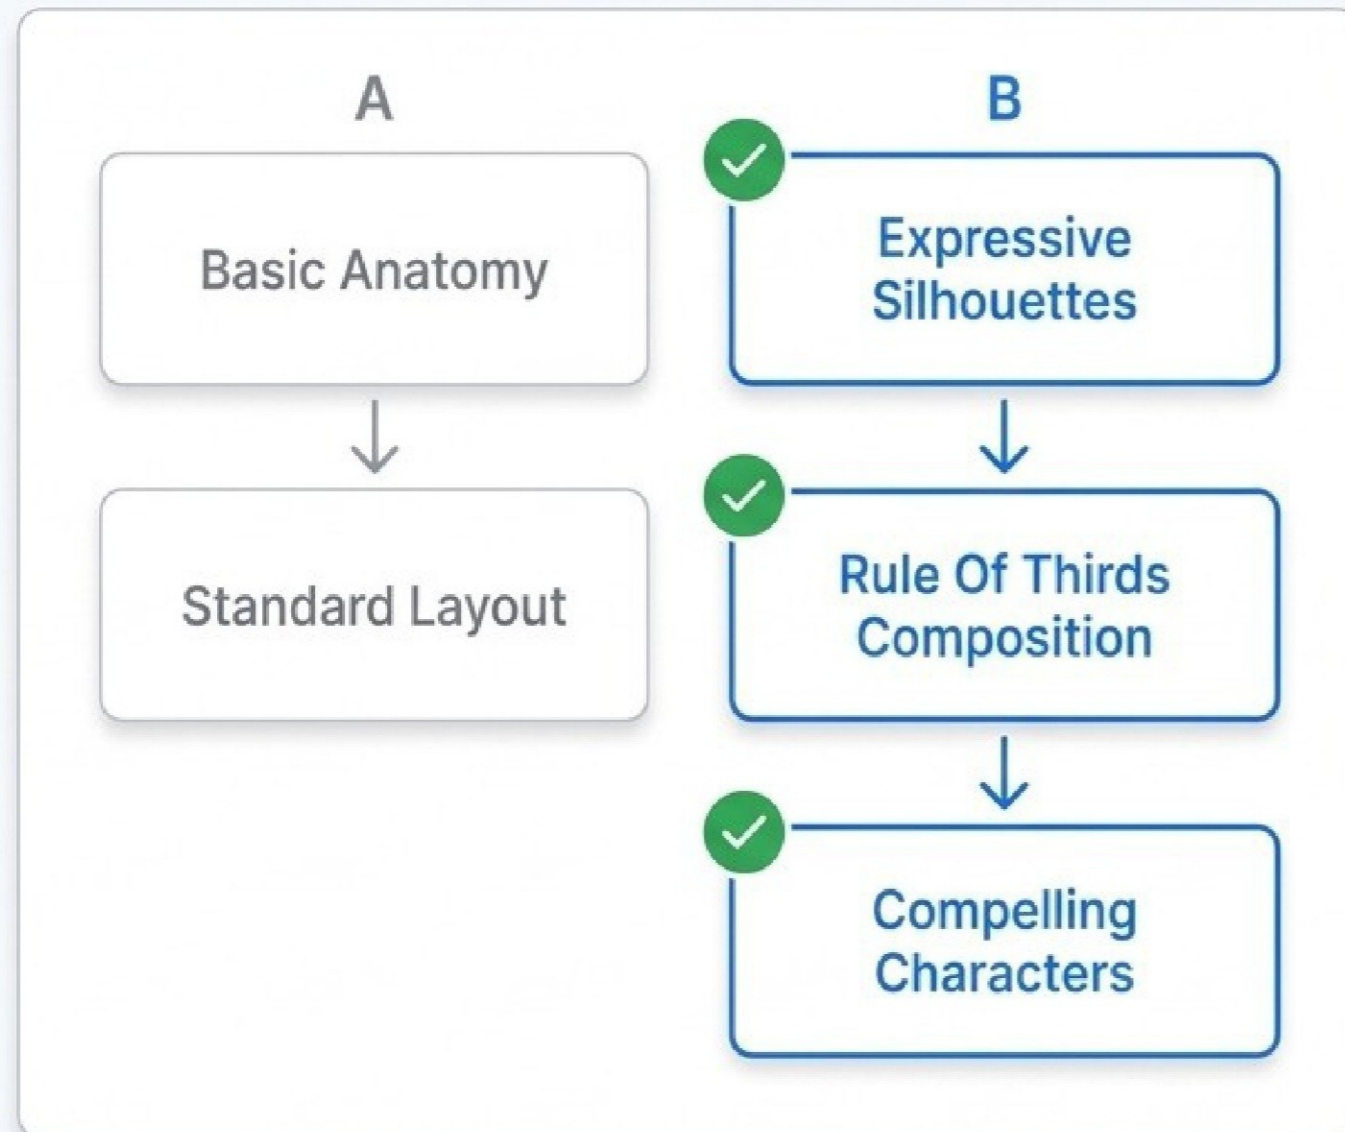 A
Basic Anatomy
Standard Layout
B
Expressive
Silhouettes
Rule Of Thirds
Composition
Compelling
Characters